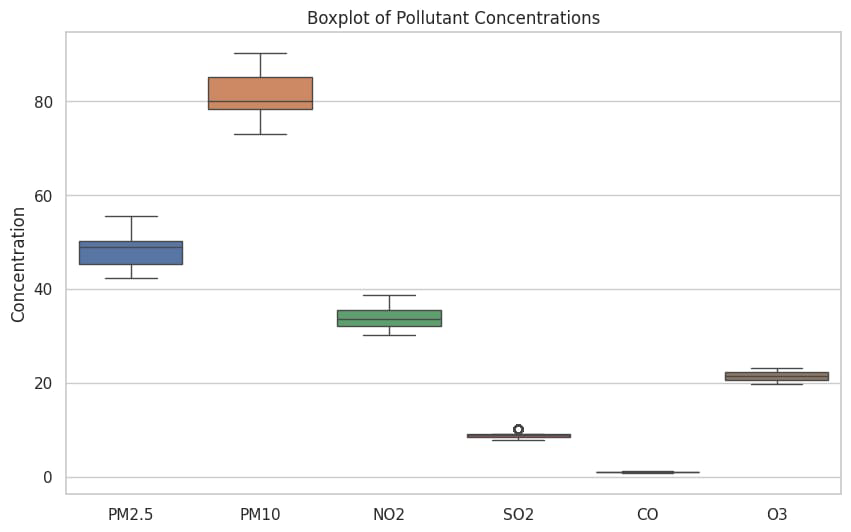 Boxplot of Pollutant Concentrations
Concentration
80
60
40
20
0
PM2.5 PM10 NO2 SO2 CO O3